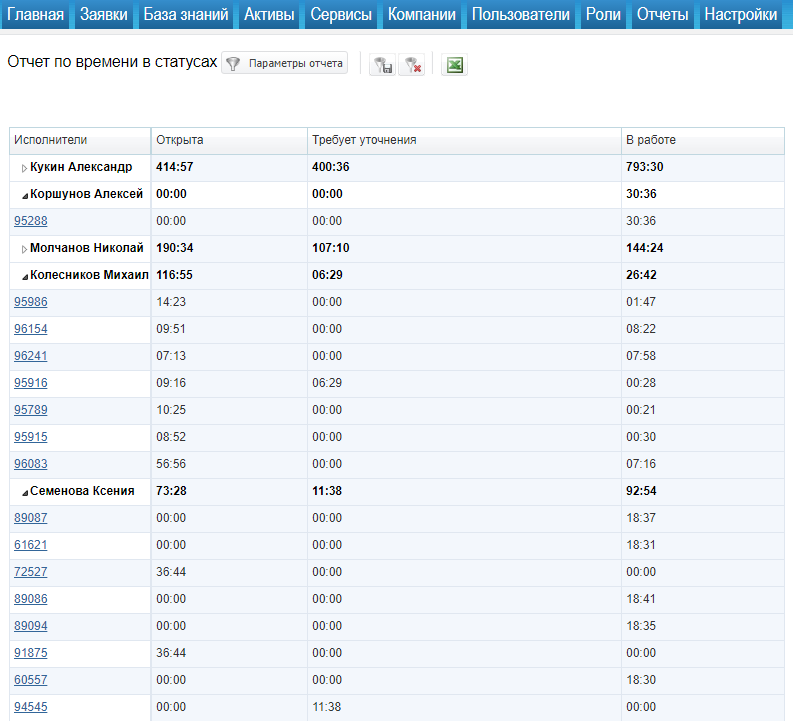 Главная Заявки База знаний Активы Сервисы Компании Пользователи Роли Отчеты Настройки
Отчет по времени в статусах Параметры отчета
Исполнители Открыта Требует уточнения В работе
Кукин Александр 414:57 400:36 793:30
Коршунов Алексей 00:00 00:00 30:36
95288 00:00 00:00 30:36
Молчанов Николай 190:34 107:10 144:24
Колесников Михаил 116:55 06:29 26:42
95986 14:23 00:00 01:47
96154 09:51 00:00 08:22
96241 07:13 00:00 07:58
95916 09:16 06:29 00:28
95789 10:25 00:00 00:21
95915 08:52 00:00 00:30
96083 56:56 00:00 07:16
Семенова Ксения 73:28 11:38 92:54
89087 00:00 00:00 18:37
61621 00:00 00:00 18:31
72527 36:44 00:00 00:00
89086 00:00 00:00 18:41
89094 00:00 00:00 18:35
91875 36:44 00:00 00:00
60557 00:00 00:00 18:30
94545 00:00 11:38 00:00